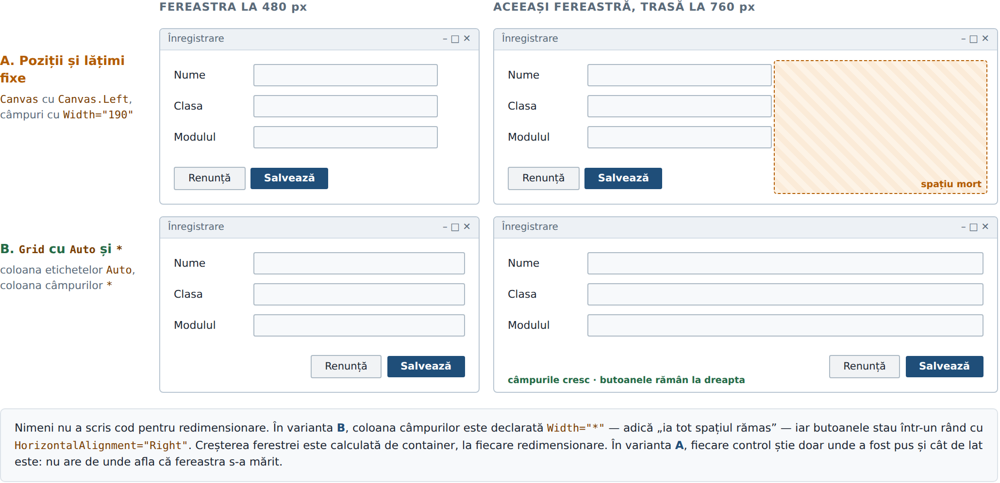 FEREASTRA LA 480 px
ACEEAȘI FEREASTRĂ, TRASĂ LA 760 px
A. Poziții și lățimi
fixe
Canvas cu Canvas.Left,
câmpuri cu Width="190"
Înregistrare
– □ ✕
Nume
Clasa
Modulul
Renunță
Salvează
Înregistrare
– □ ✕
Nume
Clasa
Modulul
Renunță
Salvează
spațiu mort
B. Grid cu Auto și *
coloana etichetelor Auto,
coloana câmpurilor *
Înregistrare
– □ ✕
Nume
Clasa
Modulul
Renunță
Salvează
Înregistrare
– □ ✕
Nume
Clasa
Modulul
Renunță
Salvează
câmpurile cresc · butoanele rămân la dreapta
Nimeni nu a scris cod pentru redimensionare. În varianta B, coloana câmpurilor este declarată Width="*" — adică „ia tot spațiul rămas” — iar butoanele stau într-un rând cu
HorizontalAlignment="Right". Creșterea ferestrei este calculată de container, la fiecare redimensionare. În varianta A, fiecare control știe doar unde a fost pus și cât de lat
este: nu are de unde afla că fereastra s-a mărit.